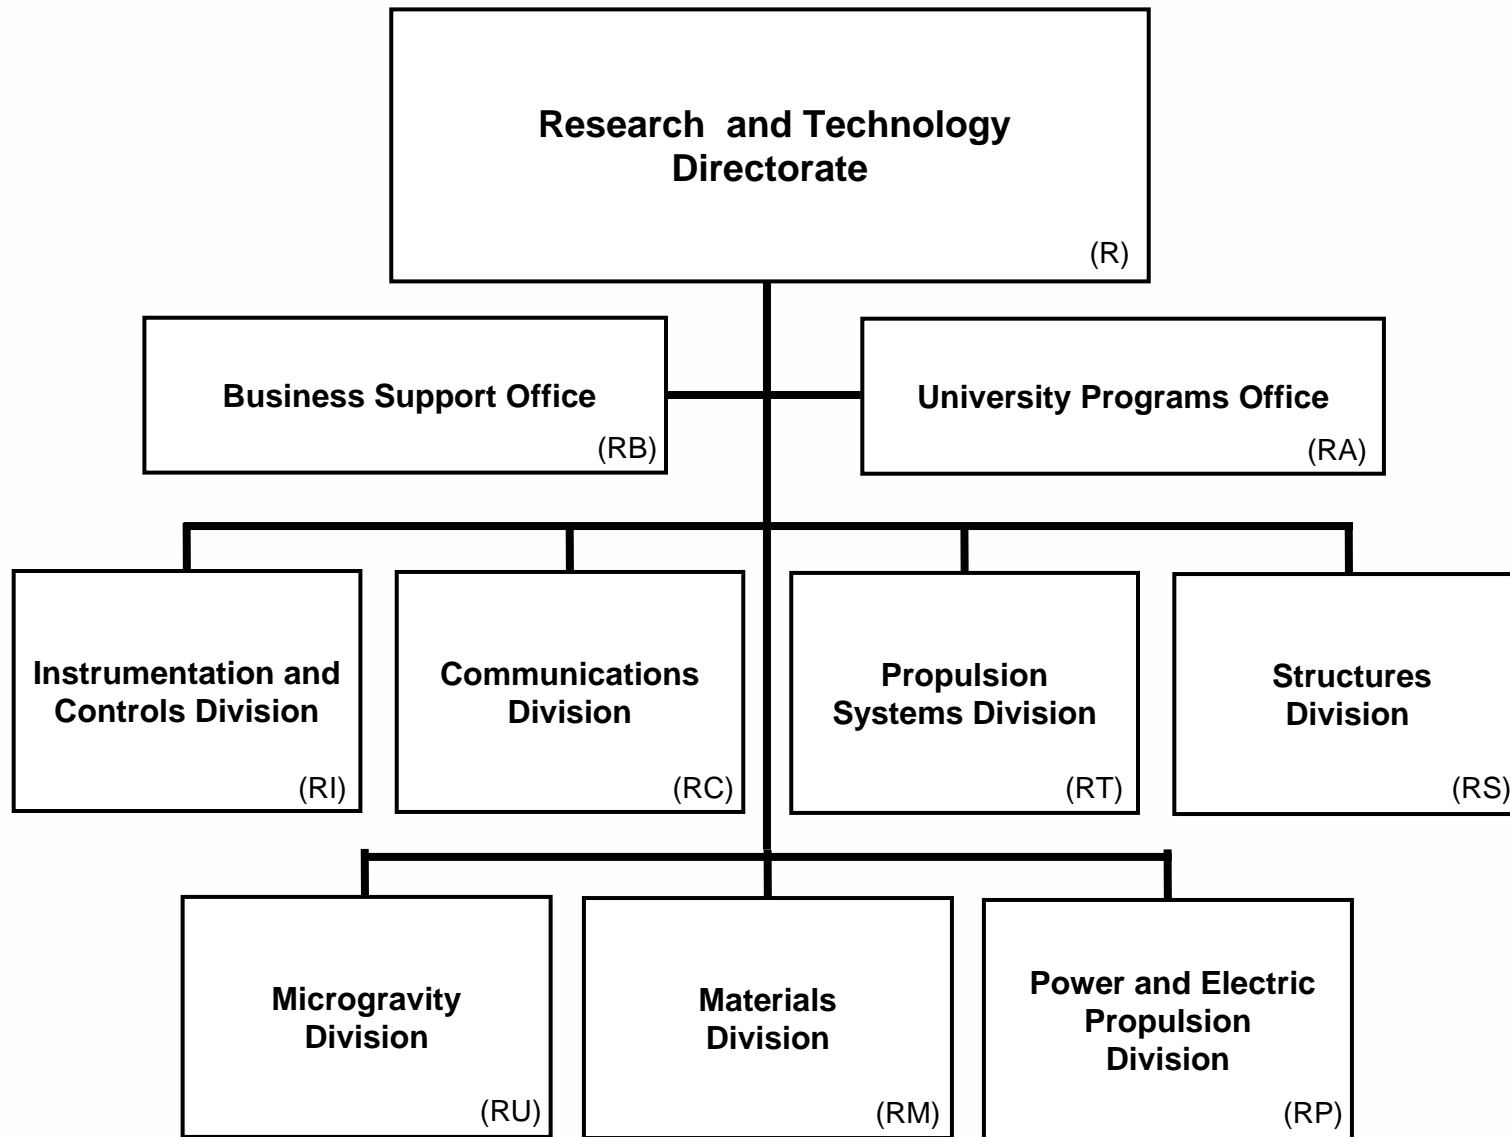 Research and Technology
Directorate
(R)
Business Support Office
(RB)
University Programs Office
(RA)
Instrumentation and
Controls Division
(RI)
Communications
Division
(RC)
Propulsion
Systems Division
(RT)
Structures
Division
(RS)
Microgravity
Division
(RU)
Materials
Division
(RM)
Power and Electric
Propulsion
Division
(RP)